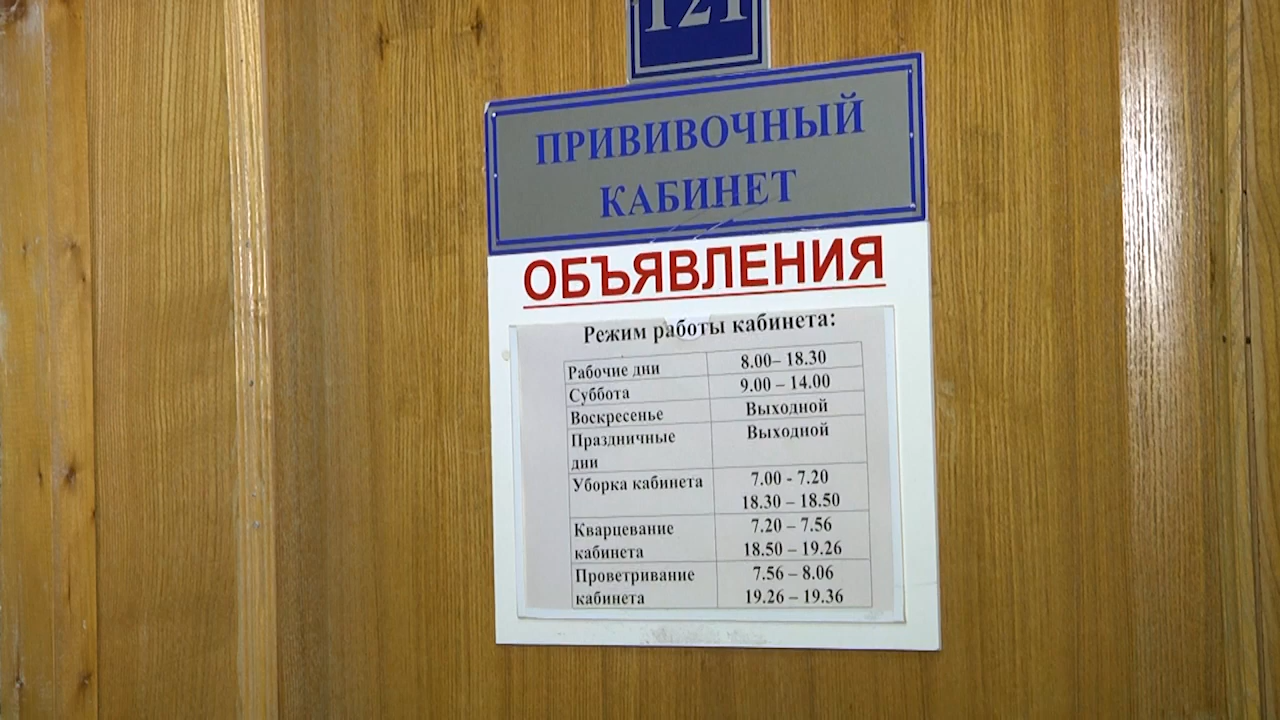 121
ПРИВИВОЧНЫЙ
КАБИНЕТ
ОБЪЯВЛЕНИЯ
Режим работы кабинета:
Рабочие дни 8.00– 18.30
Суббота 9.00 – 14.00
Воскресенье Выходной
Праздничные Выходной
дни
Уборка кабинета 7.00 - 7.20
18.30 – 18.50
Кварцевание 7.20 – 7.56
кабинета 18.50 – 19.26
Проветривание 7.56 – 8.06
кабинета 19.26 – 19.36